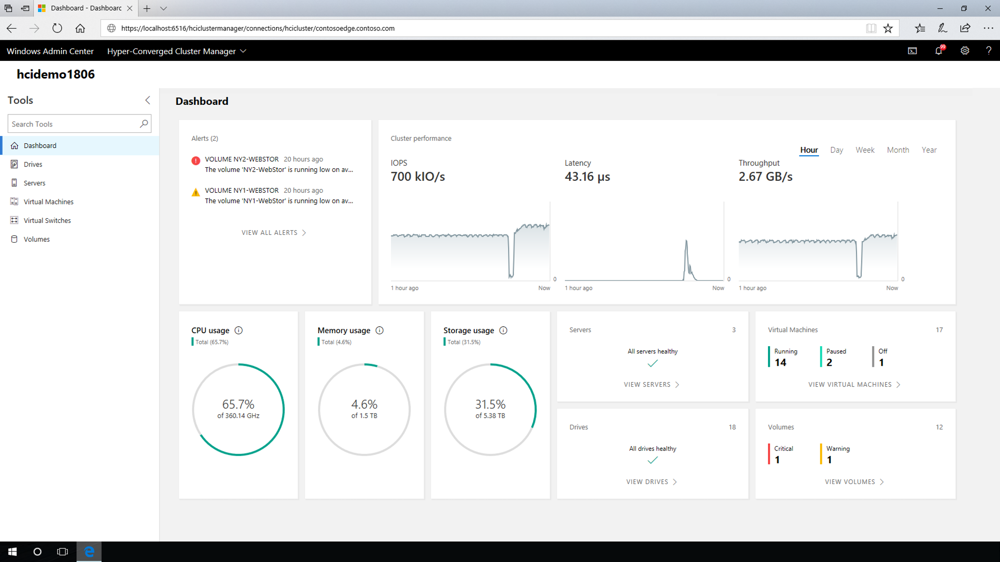 Dashboard - Dashboarc
https://localhost:6516/hciclustermanager/connections/hcicluster/contosoedge.contoso.com
Windows Admin Center
Hyper-Converged Cluster Manager
99
?
hcidemo1806
Tools
Search Tools
Dashboard
Drives
Servers
Virtual Machines
Virtual Switches
Volumes
Dashboard
Alerts (2)
VOLUME NY2-WEBSTOR 20 hours ago
The volume 'NY2-WebStor' is running low on av...
VOLUME NY1-WEBSTOR 20 hours ago
The volume 'NY1-WebStor' is running low on av...
VIEW ALL ALERTS
Cluster performance
Hour Day Week Month Year
IOPS
700 kIO/s
0
1 hour ago Now
Latency
43.16 µs
0
1 hour ago Now
Throughput
2.67 GB/s
0
1 hour ago Now
CPU usage
Total (65.7%)
65.7%
of 360.14 GHz
Memory usage
Total (4.6%)
4.6%
of 1.5 TB
Storage usage
Total (31.5%)
31.5%
of 5.38 TB
Servers 3
All servers healthy
VIEW SERVERS
Virtual Machines 17
Running Paused Off
14 2 1
VIEW VIRTUAL MACHINES
Drives 18
All drives healthy
VIEW DRIVES
Volumes 12
Critical Warning
1 1
VIEW VOLUMES